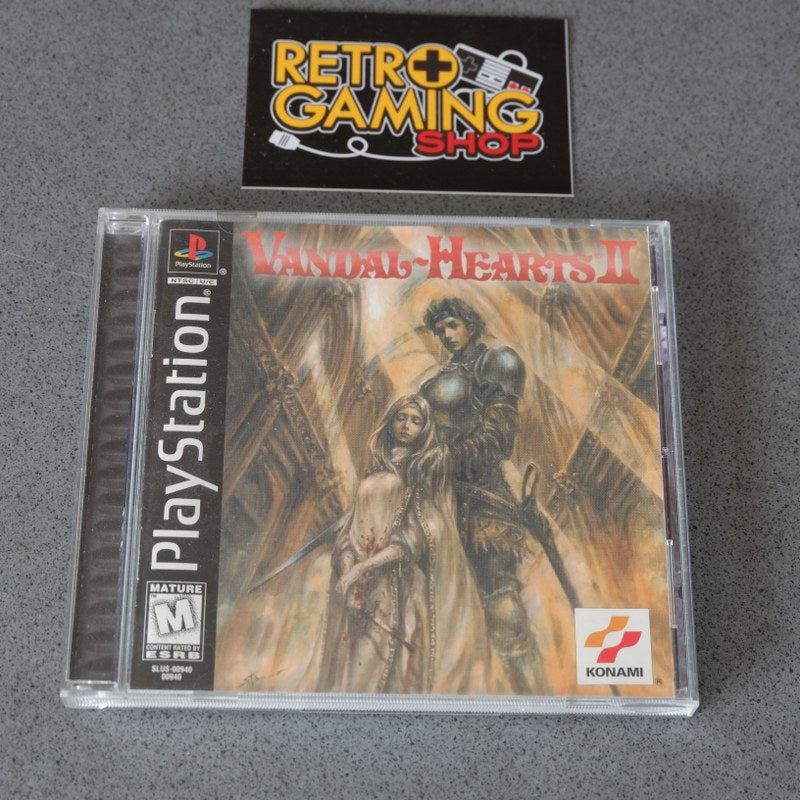 RETRO
GAMING
SHOP
PlayStation
NTSC U/C
PlayStation®
VANDAL-HEARTS II
MATURE
M
CONTENT RATED BY
ESRB
SLUS-00940
00940
KONAMI